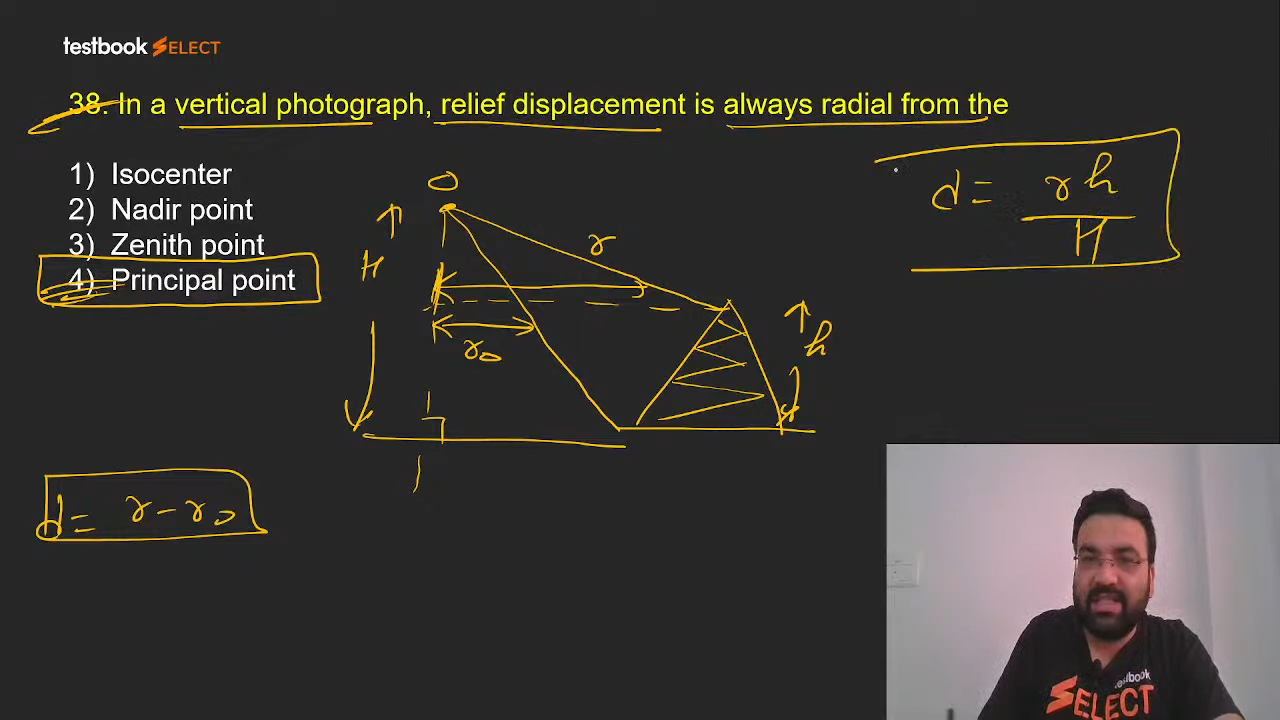 testbook SELECT
38. In a vertical photograph, relief displacement is always radial from the
1) Isocenter
2) Nadir point
3) Zenith point
4) Principal point
O
H
r
r₀
h
d = rh/H
d = r - r₀
testbook
SELECT